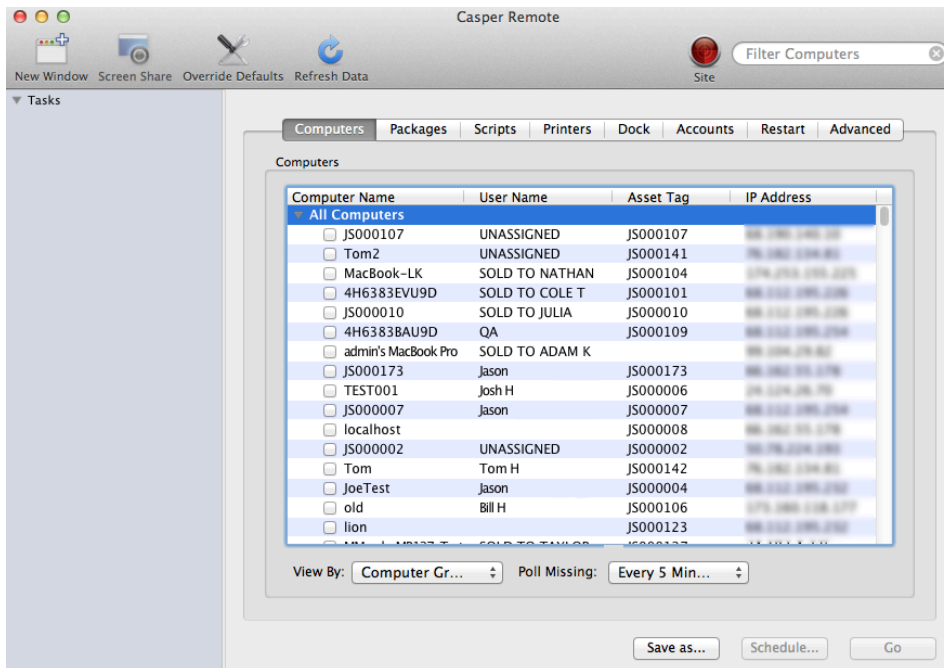 Casper Remote
New Window Screen Share Override Defaults Refresh Data Site Filter Computers
Tasks
Computers Packages Scripts Printers Dock Accounts Restart Advanced
Computers
Computer Name User Name Asset Tag IP Address
All Computers
JS000107 UNASSIGNED JS000107
Tom2 UNASSIGNED JS000141
MacBook-LK SOLD TO NATHAN JS000104
4H6383EVU9D SOLD TO COLE T JS000101
JS000010 SOLD TO JULIA JS000010
4H6383BAU9D QA JS000109
admin's MacBook Pro SOLD TO ADAM K
JS000173 Jason JS000173
TEST001 Josh H JS000006
JS000007 Jason JS000007
localhost JS000008
JS000002 UNASSIGNED JS000002
Tom Tom H JS000142
JoeTest Jason JS000004
old Bill H JS000106
lion JS000123
View By: Computer Gr... Poll Missing: Every 5 Min...
Save as... Schedule... Go